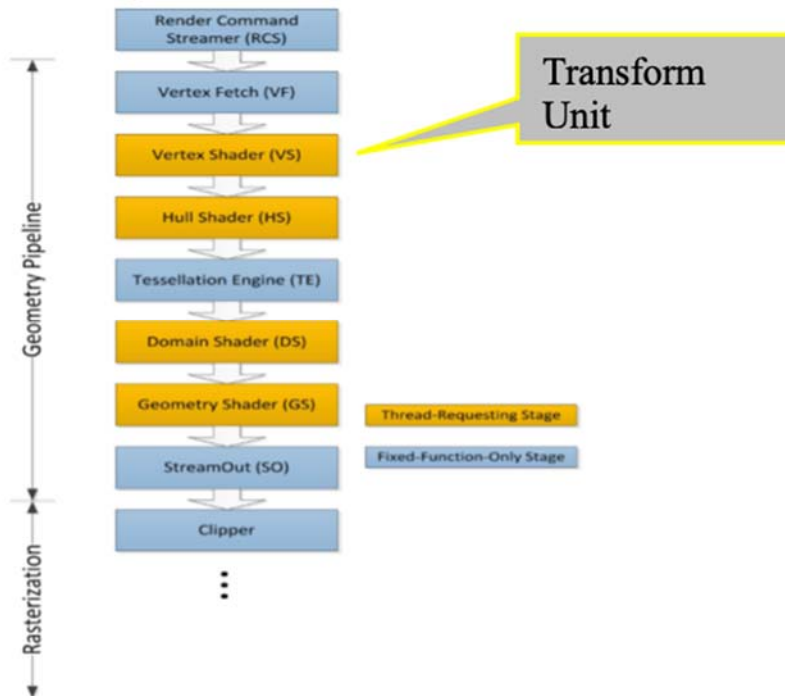 Render Command
Streamer (RCS)
Vertex Fetch (VF)
Vertex Shader (VS)
Hull Shader (HS)
Tessellation Engine (TE)
Domain Shader (DS)
Geometry Shader (GS)
StreamOut (SO)
Clipper
Transform
Unit
Thread-Requesting Stage
Fixed-Function-Only Stage
Geometry Pipeline
Rasterization